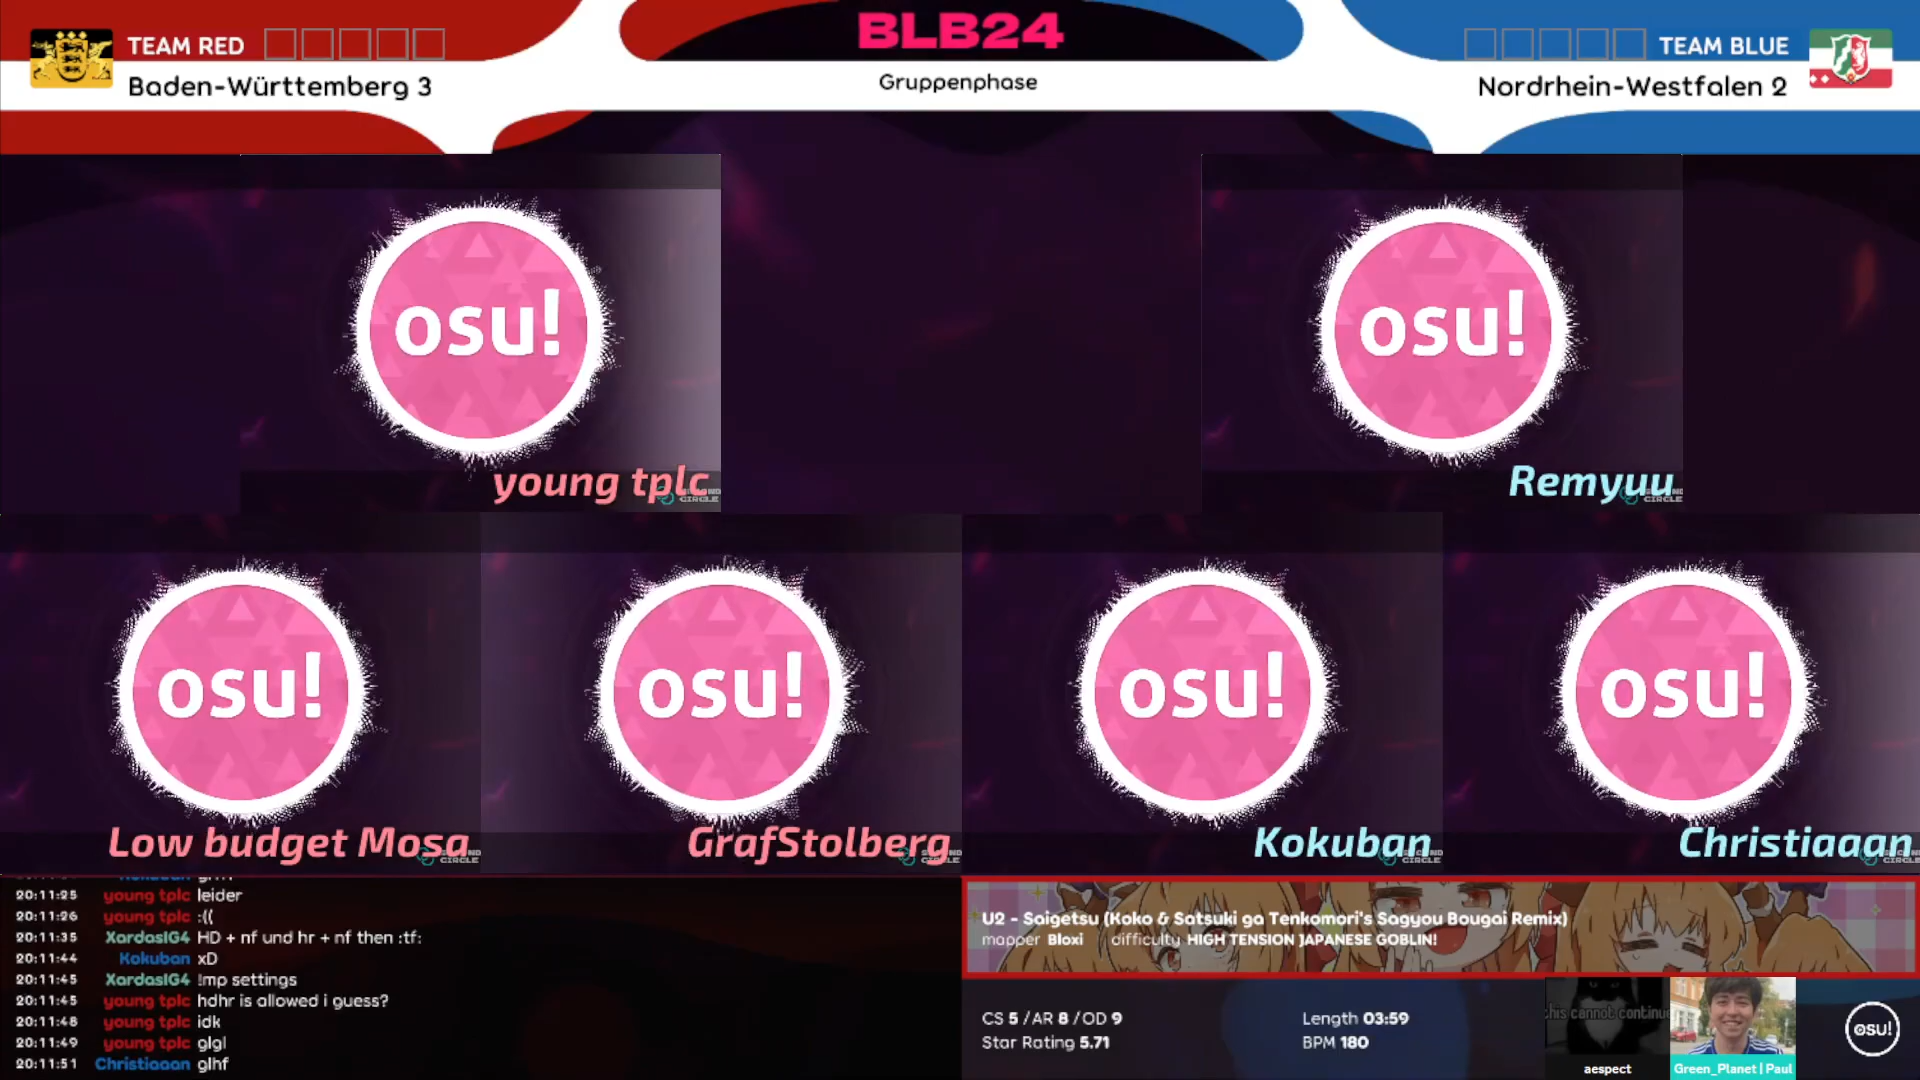 TEAM RED
Baden-Württemberg 3
BLB24
Gruppenphase
TEAM BLUE
Nordrhein-Westfalen 2
osu!
young tplc
osu!
Remyuu
osu!
Low budget Mosa
osu!
GrafStolberg
osu!
Kokuban
osu!
Christiaaan
20:11:25 young tplc leider
20:11:26 young tplc :((
20:11:35 XardasIG4 HD + nf und hr + nf then :tf:
20:11:44 Kokuban xD
20:11:45 XardasIG4 !mp settings
20:11:45 young tplc hdhr is allowed i guess?
20:11:48 young tplc idk
20:11:49 young tplc glgl
20:11:51 Christiaaan glhf
U2 - Saigetsu (Koko & Satsuki ga Tenkomori's Sagyou Bougai Remix)
mapper Bloxi difficulty HIGH TENSION JAPANESE GOBLIN!
CS 5 / AR 8 / OD 9
Star Rating 5.71
Length 03:59
BPM 180
this cannot continue
aespect
Green_Planet | Paul
osu!